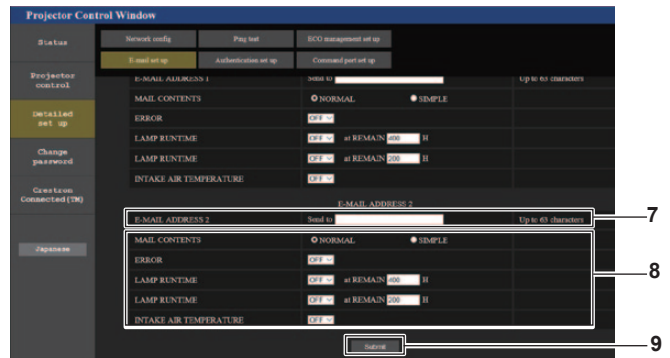 Projector Control Window
Status
Projector
control
Detailed
set up
Change
password
Crestron
Connected(TM)
Japanese
Network config Ping test ECO management set up
E-mail set up Authentication set up Command port set up
E-MAIL ADDRESS 1 Send to Up to 63 characters
MAIL CONTENTS NORMAL SIMPLE
ERROR OFF
LAMP RUNTIME OFF at REMAIN 400 H
LAMP RUNTIME OFF at REMAIN 200 H
INTAKE AIR TEMPERATURE OFF
E-MAIL ADDRESS 2
E-MAIL ADDRESS 2 Send to Up to 63 characters 7
MAIL CONTENTS NORMAL SIMPLE
ERROR OFF 8
LAMP RUNTIME OFF at REMAIN 400 H
LAMP RUNTIME OFF at REMAIN 200 H
INTAKE AIR TEMPERATURE OFF
Submit 9